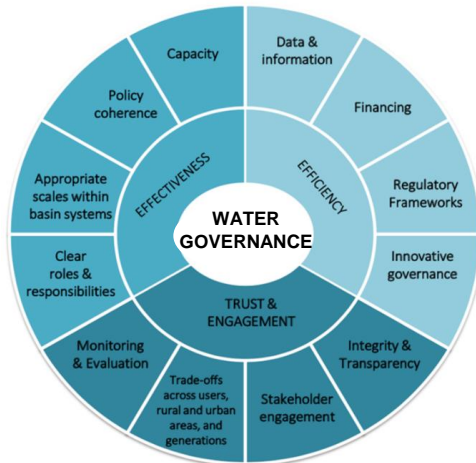 Capacity
Data &
information
Policy
coherence
Financing
Appropriate
scales within
basin systems
EFFECTIVENESS
EFFICIENCY
Regulatory
Frameworks
WATER
GOVERNANCE
Clear
roles &
responsibilities
Innovative
governance
TRUST &
ENGAGEMENT
Monitoring
& Evaluation
Integrity &
Transparency
Trade-offs
across users,
rural and urban
areas, and
generations
Stakeholder
engagement